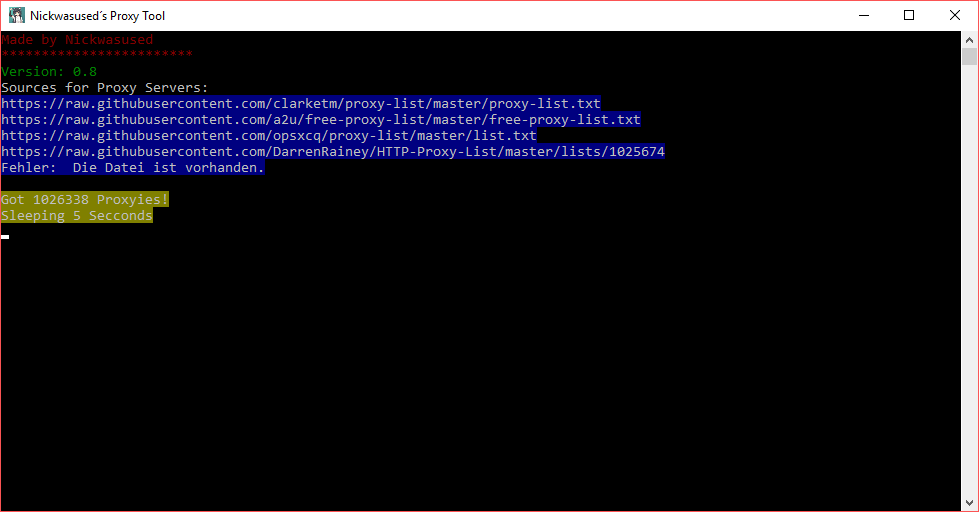 Nickwasused´s Proxy Tool
Made by Nickwasused
************************
Version: 0.8
Sources for Proxy Servers:
https://raw.githubusercontent.com/clarketm/proxy-list/master/proxy-list.txt
https://raw.githubusercontent.com/a2u/free-proxy-list/master/free-proxy-list.txt
https://raw.githubusercontent.com/opsxcq/proxy-list/master/list.txt
https://raw.githubusercontent.com/DarrenRainey/HTTP-Proxy-List/master/lists/1025674
Fehler:  Die Datei ist vorhanden.
Got 1026338 Proxyies!
Sleeping 5 Secconds